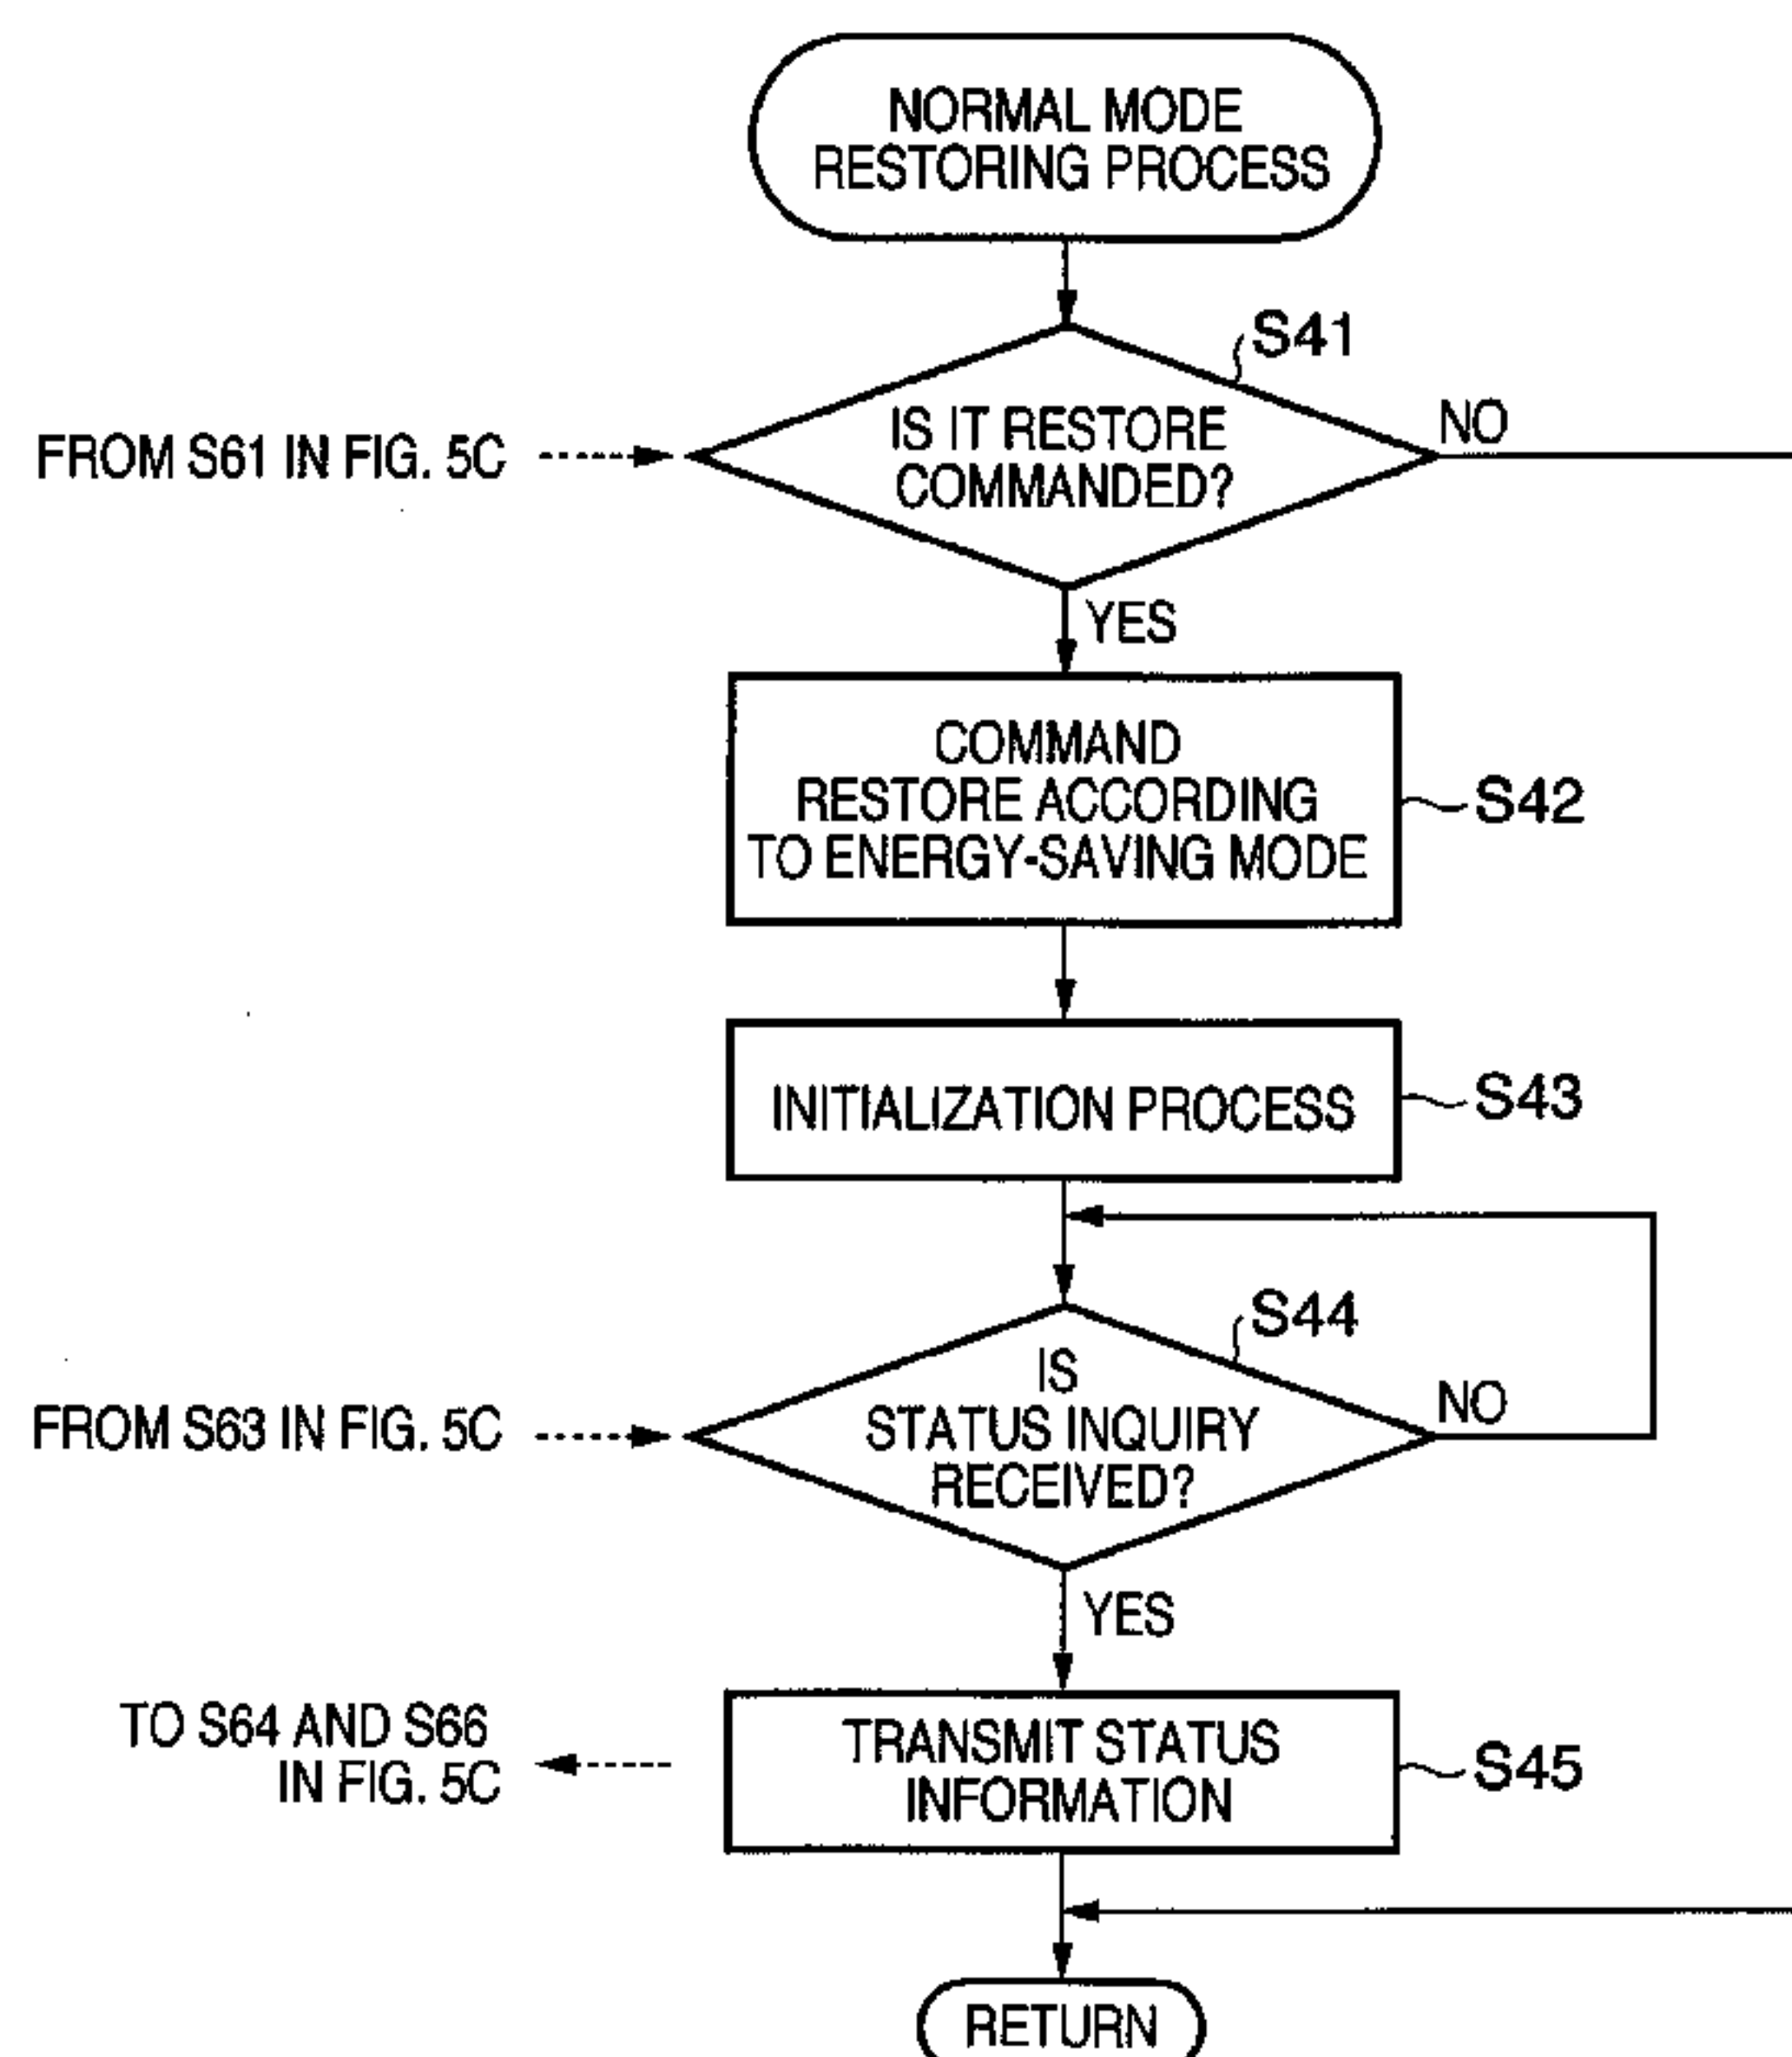 NORMAL MODE
RESTORING PROCESS
S41
FROM S61 IN FIG. 5C
IS IT RESTORE
COMMANDED?
NO
YES
COMMAND
RESTORE ACCORDING
TO ENERGY-SAVING MODE
S42
INITIALIZATION PROCESS
S43
S44
FROM S63 IN FIG. 5C
IS
STATUS INQUIRY
RECEIVED?
NO
YES
TO S64 AND S66
IN FIG. 5C
TRANSMIT STATUS
INFORMATION
S45
RETURN